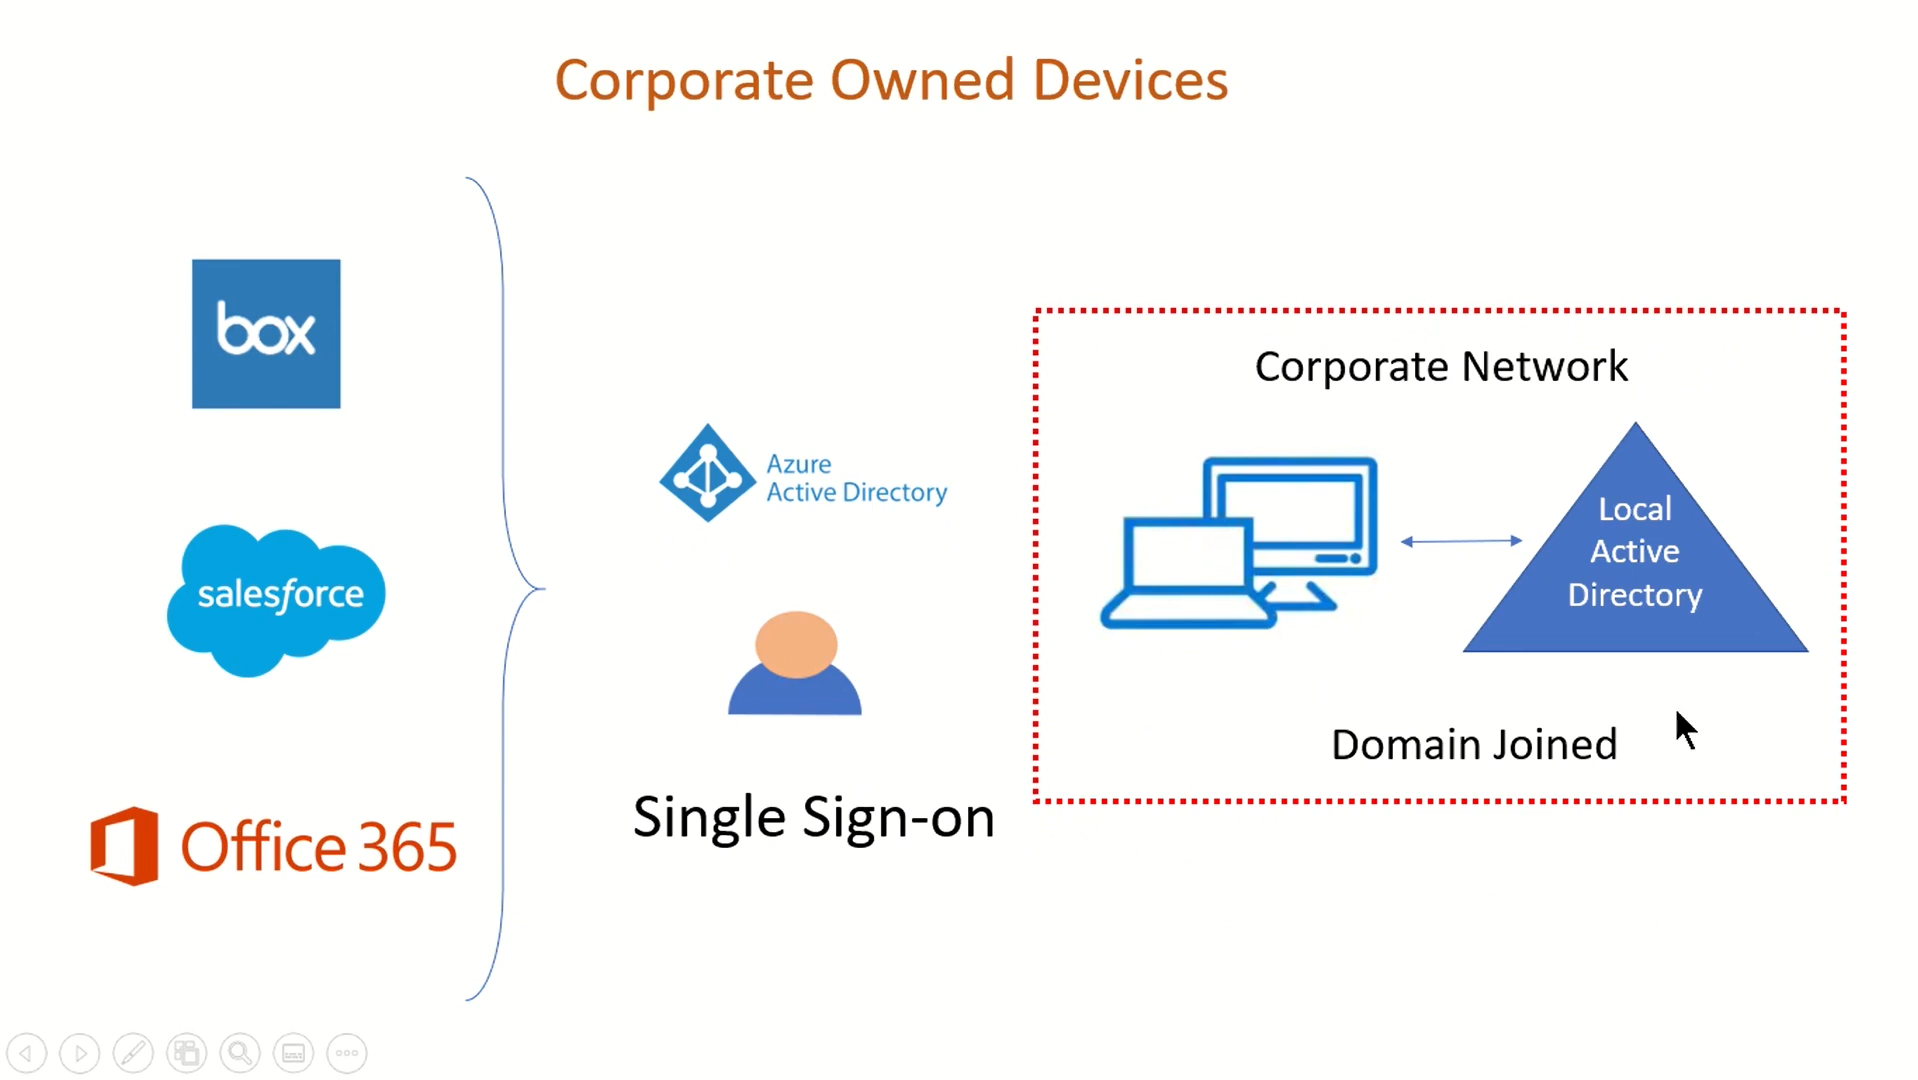 Corporate Owned Devices
box
salesforce
Office 365
Azure
Active Directory
Single Sign-on
Corporate Network
Local
Active
Directory
Domain Joined